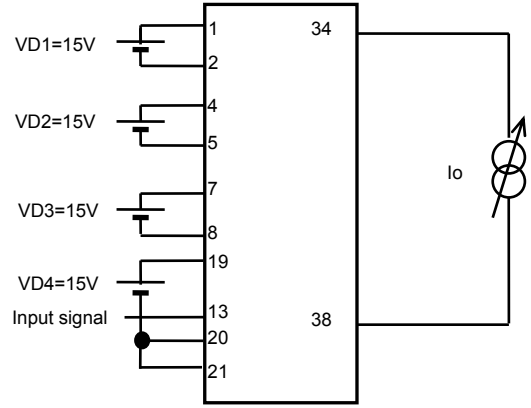 1
34
VD1=15V
2
4
VD2=15V
5
7
Io
VD3=15V
8
19
VD4=15V
Input signal
13
38
20
21